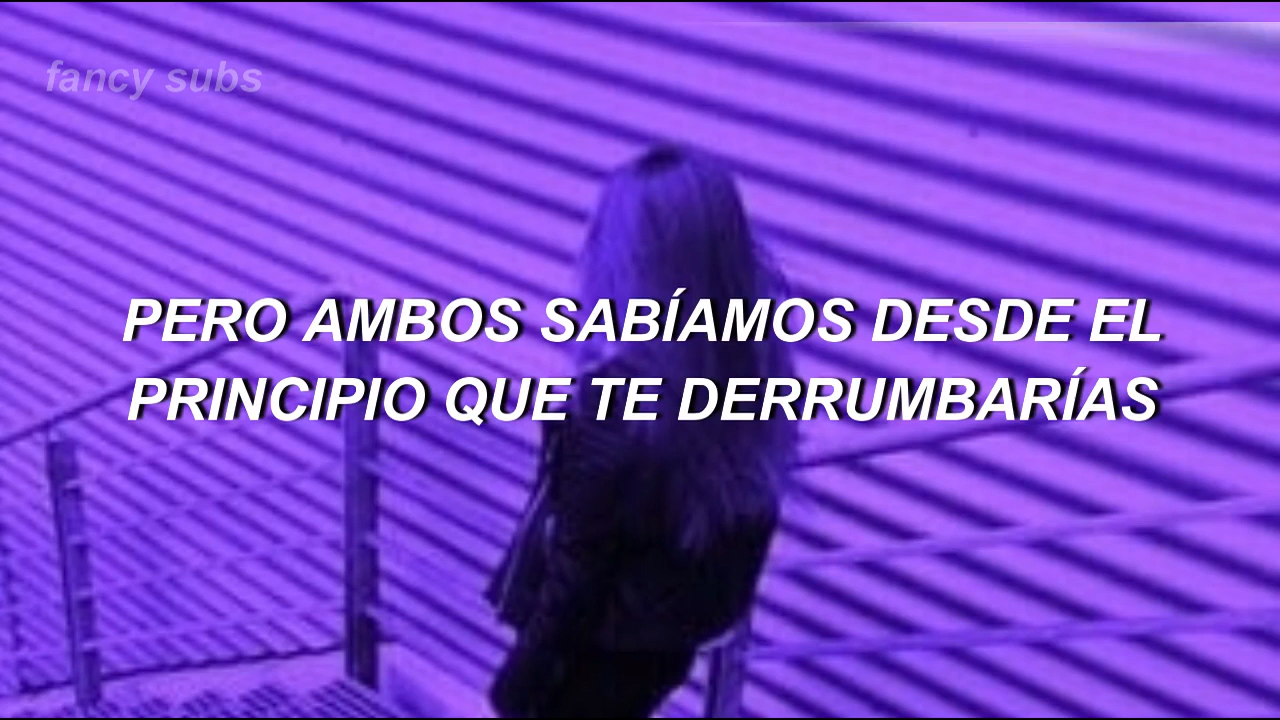 fancy subs
PERO AMBOS SABÍAMOS DESDE EL
PRINCIPIO QUE TE DERRUMBARÍAS